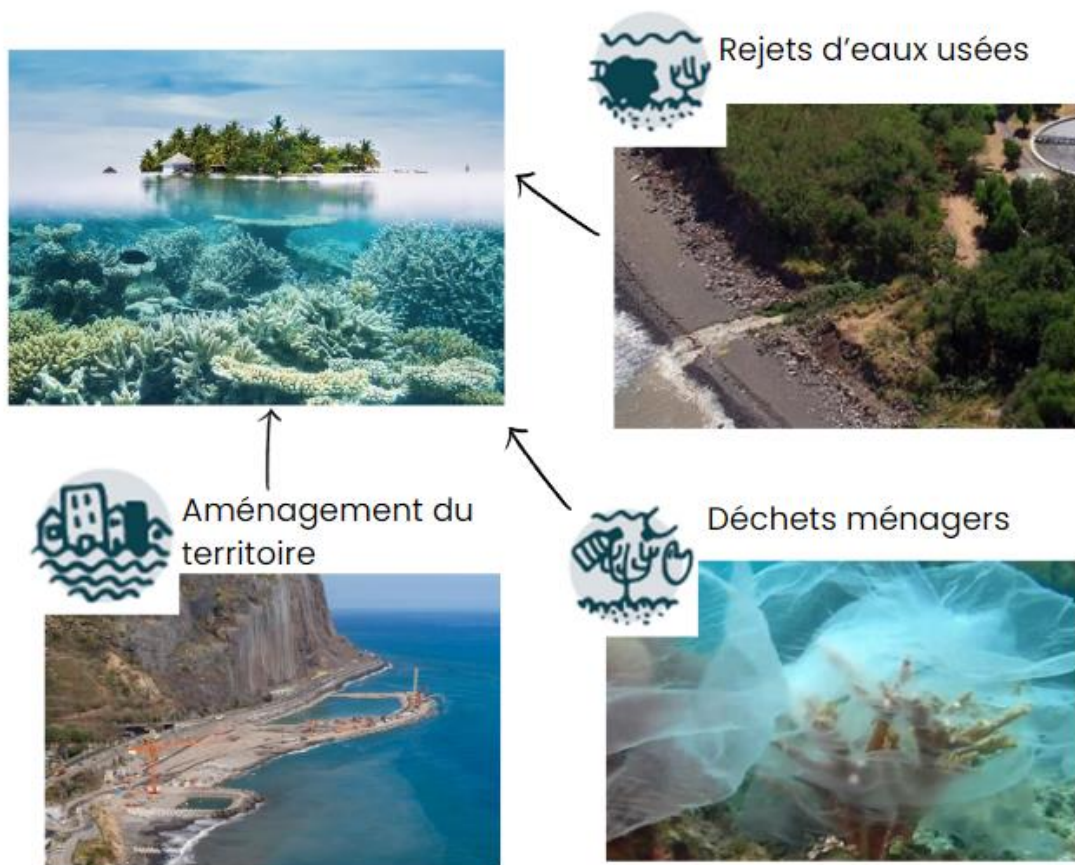 Rejets d’eaux usées
Aménagement du
territoire
Déchets ménagers